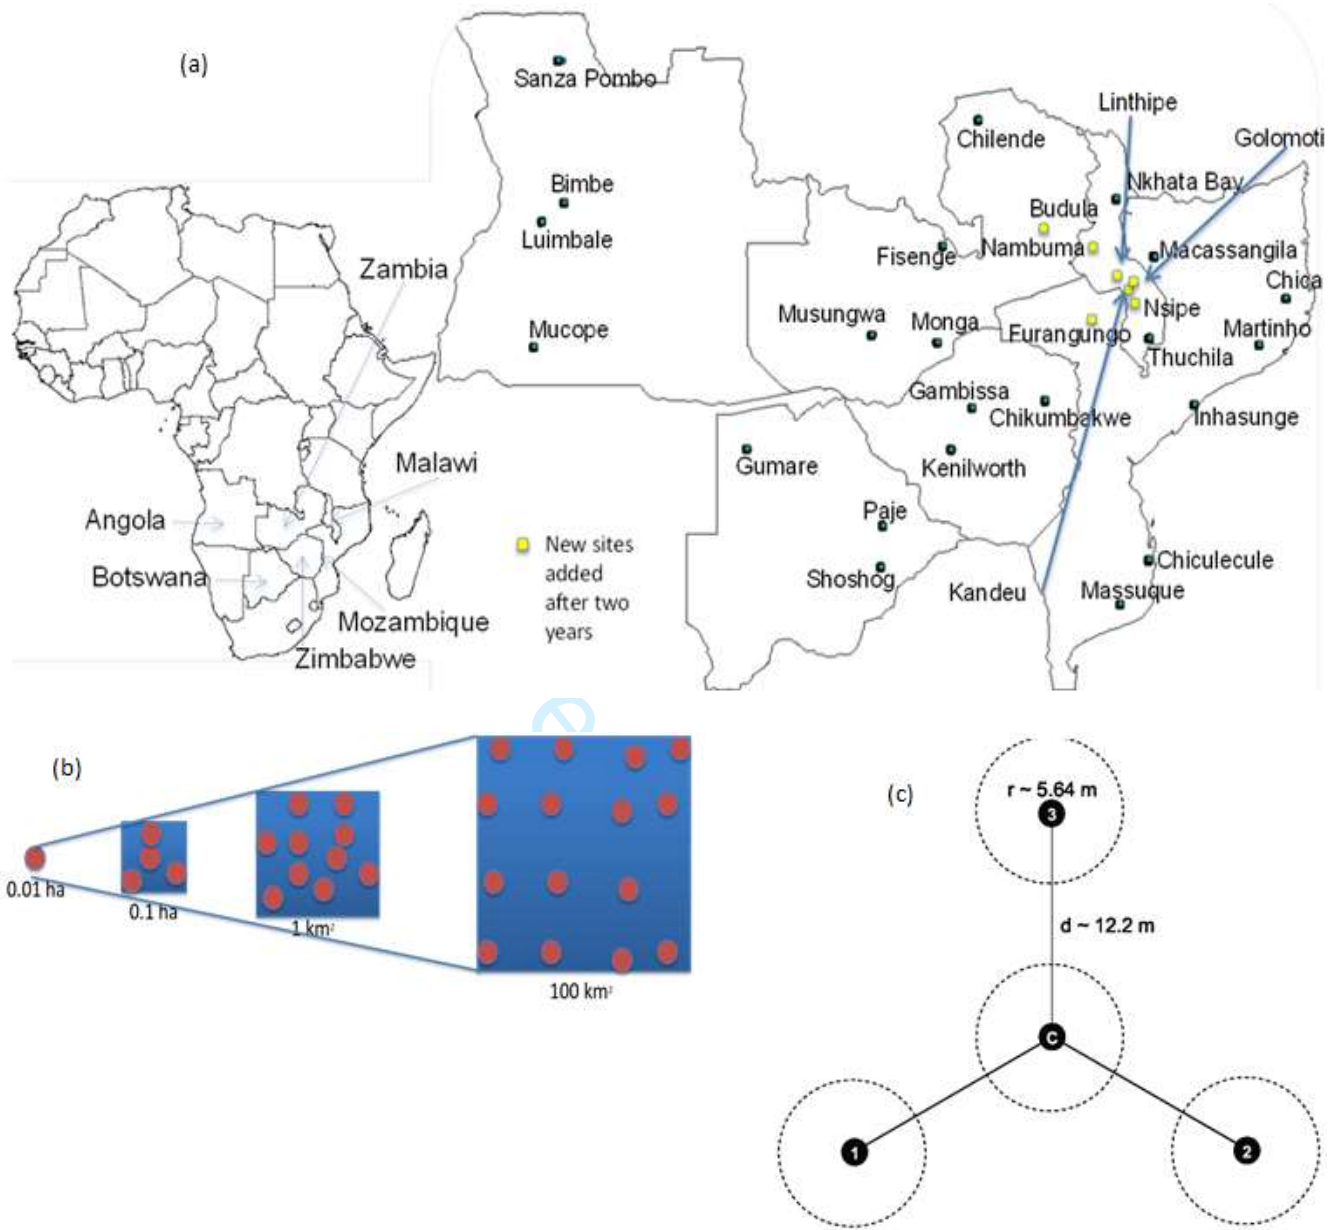 (a)
Sanza Pombo
Linthipe
Chilende
Golomoti
Bimbe
Nkhata Bay
Budula
Luimbale
Fisenge
Nambuma
Macassangila
Zambia
Chica
Mucope
Musungwa
Monga
Nsipe
Furangungo
Martinho
Thuchila
Gambissa
Chikumbakwe
Inhasunge
Malawi
Gumare
Kenilworth
Angola
Paje
New sites
added
after two
years
Botswana
Shoshog
Kandeu
Chiculecule
Massuque
Mozambique
Zimbabwe
(b)
0.01 ha
0.1 ha
1 km²
100 km²
(c)
r ~ 5.64 m
3
d ~ 12.2 m
C
1
2